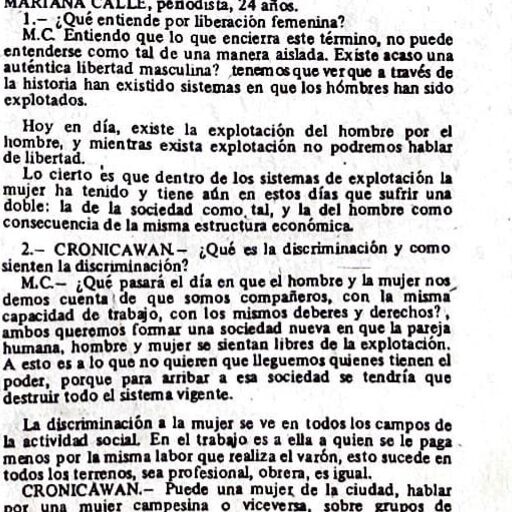 MARIANA CALLE, periodista, 24 años.
1.— ¿Qué entiende por liberación femenina?
M.C. Entiendo que lo que encierra este término, no puede
entenderse como tal de una manera aislada. Existe acaso una
auténtica libertad masculina? tenemos que ver que a través de
la historia han existido sistemas en que los hómbres han sido
explotados.
Hoy en día, existe la explotación del hombre por el
hombre, y mientras exista explotación no podremos hablar
de libertad.
Lo cierto es que dentro de los sistemas de explotación la
mujer ha tenido y tiene aún en estos días que sufrir una
doble: la de la sociedad como tal, y la del hombre como
consecuencia de la misma estructura económica.
2.— CRONICAWAN.— ¿Qué es la discriminación y como
sienten la discriminación?
M.C.— ¿Qué pasará el día en que el hombre y la mujer nos
demos cuenta de que somos compañeros, con la misma
capacidad de trabajo, con los mismos deberes y derechos?,
ambos queremos formar una sociedad nueva en que la pareja
humana, hombre y mujer se sientan libres de la explotación.
A esto es a lo que no quieren que lleguemos quienes tienen el
poder, porque para arribar a esa sociedad se tendría que
destruir todo el sistema vigente.
La discriminación a la mujer se ve en todos los campos de
la actividad social. En el trabajo es a ella a quien se le paga
menos por la misma labor que realiza el varón, esto sucede en
todos los terrenos, sea profesional, obrera, es igual.
CRONICAWAN.— Puede una mujer de la ciudad, hablar
por una mujer campesina o viceversa, sobre grupos de